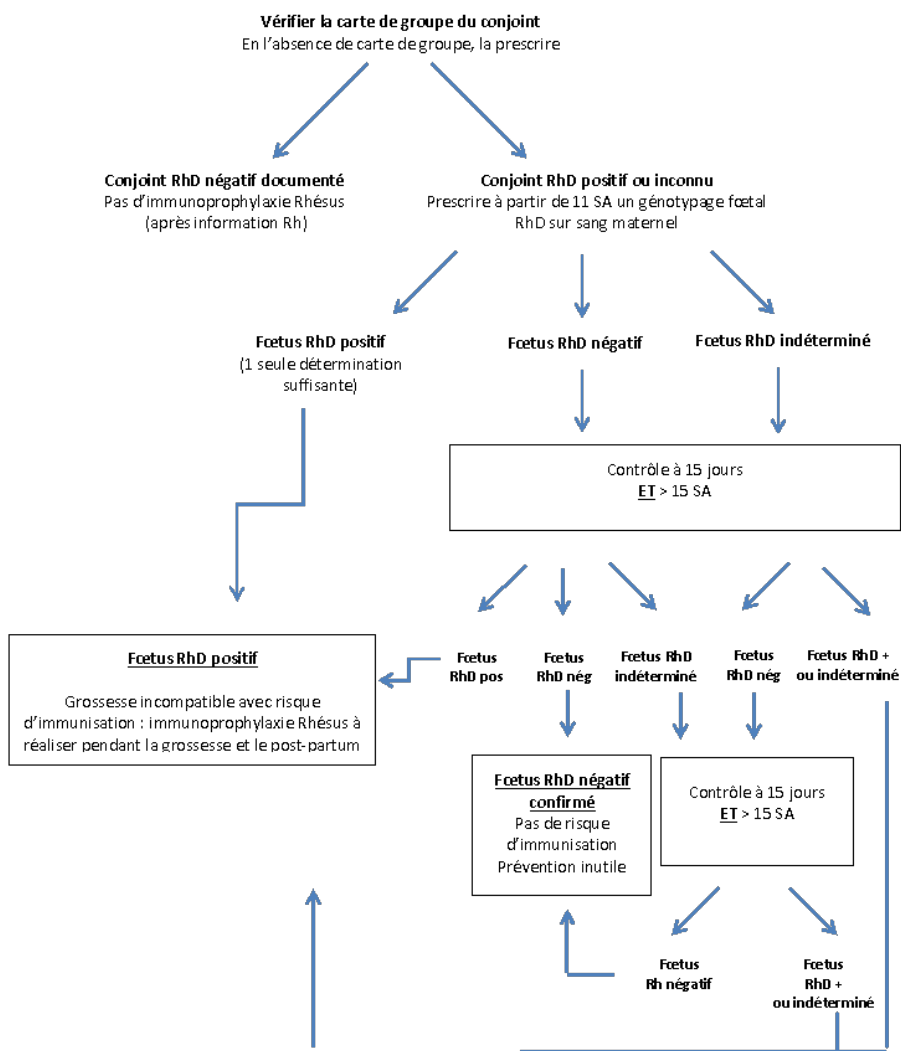 Vérifier la carte de groupe du conjoint
En l'absence de carte de groupe, la prescrire
Conjoint RhD négatif documenté
Pas d'immunoprophylaxie Rhésus
(après information Rh)
Conjoint RhD positif ou inconnu
Prescrire à partir de 11 SA un génotypage fœtal
RhD sur sang maternel
Fœtus RhD positif
(1 seule détermination
suffisante)
Fœtus RhD négatif
Fœtus RhD indéterminé
Contrôle à 15 jours
ET > 15 SA
Fœtus RhD positif
Grossesse incompatible avec risque
d'immunisation : immunoprophylaxie Rhésus à
réaliser pendant la grossesse et le post-partum
Fœtus
RhD pos
Fœtus
RhD nég
Fœtus RhD
indéterminé
Fœtus
RhD nég
Fœtus RhD +
ou indéterminé
Fœtus RhD négatif
confirmé
Pas de risque
d'immunisation
Prévention inutile
Contrôle à 15 jours
ET > 15 SA
Fœtus
Rh négatif
Fœtus
RhD +
ou indéterminé